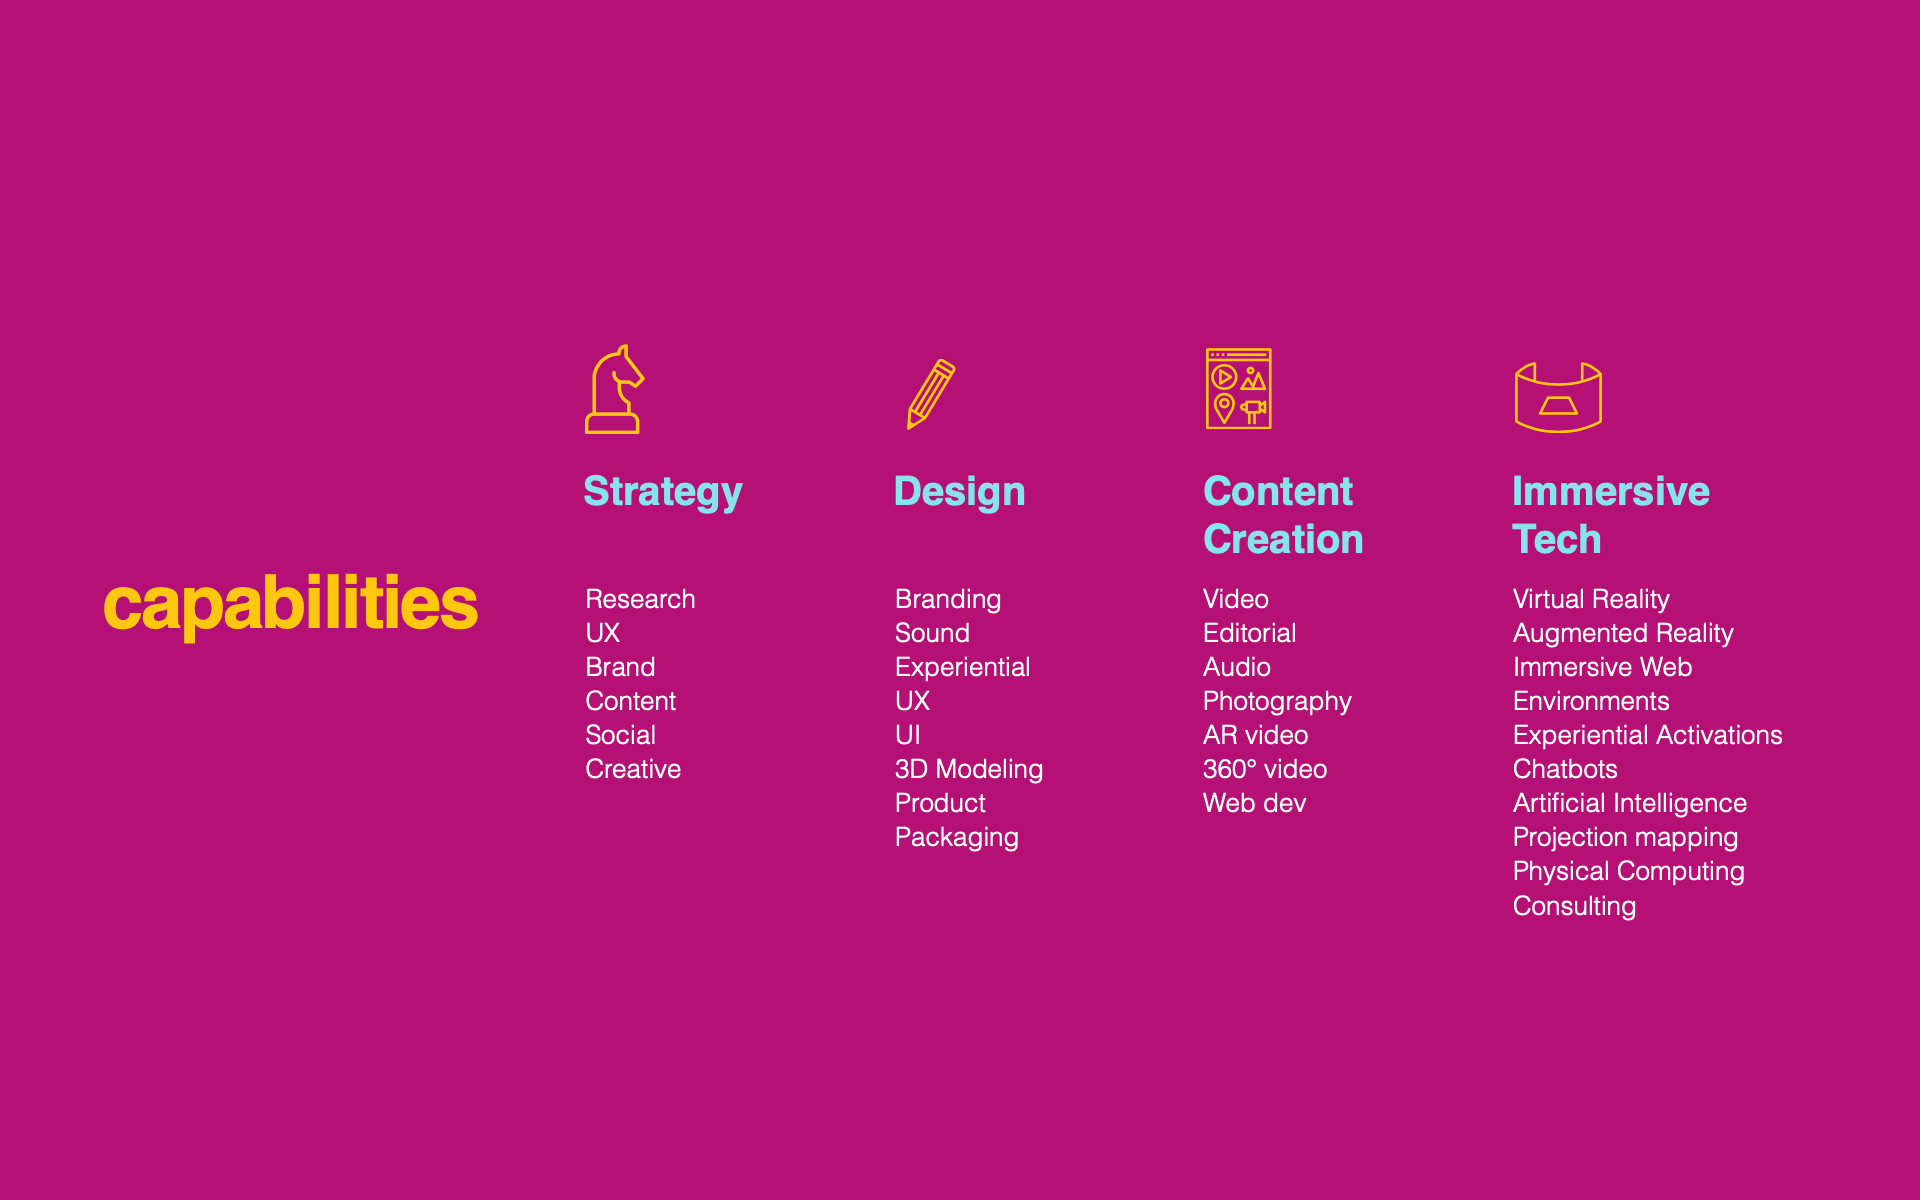 capabilities
Strategy
Research
UX
Brand
Content
Social
Creative
Design
Branding
Sound
Experiential
UX
UI
3D Modeling
Product
Packaging
Content
Creation
Video
Editorial
Audio
Photography
AR video
360° video
Web dev
Immersive
Tech
Virtual Reality
Augmented Reality
Immersive Web
Environments
Experiential Activations
Chatbots
Artificial Intelligence
Projection mapping
Physical Computing
Consulting